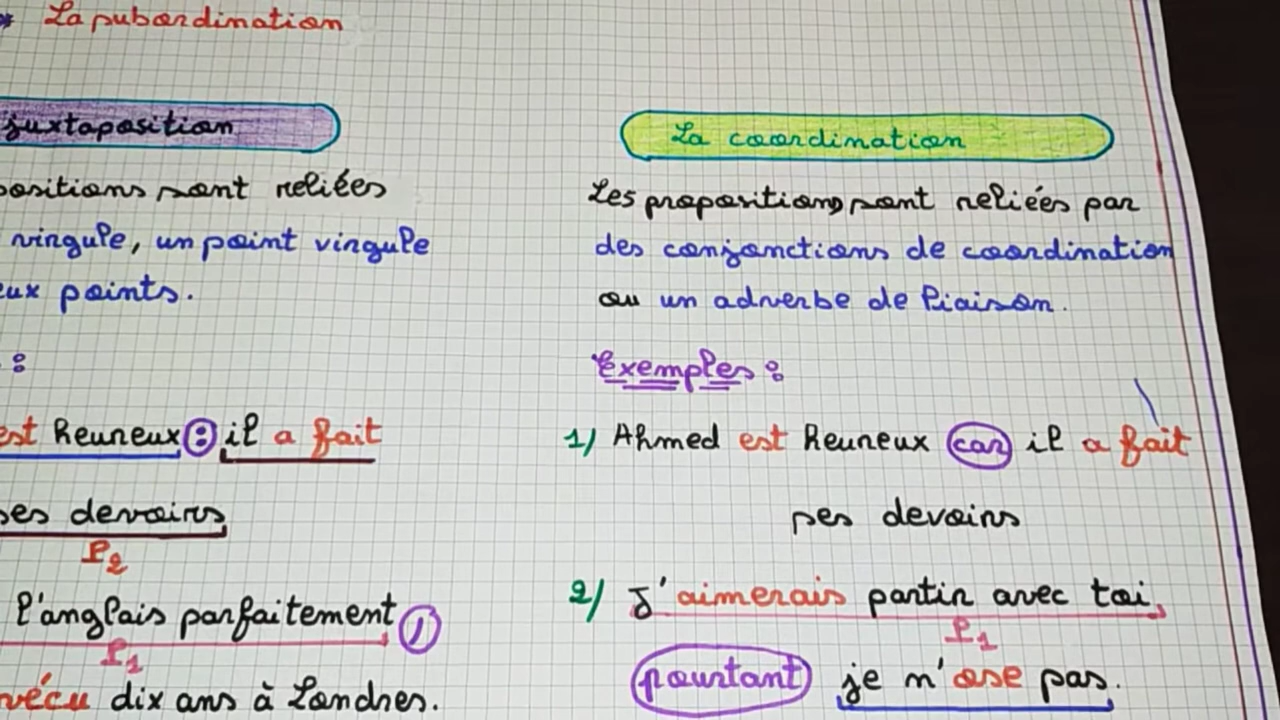 * La subordination
juxtaposition
positions sont reliées
virgule, un point virgule
eux points.
:
est heureux : il a fait
ses devoirs
P2
l'anglais parfaitement ;
P1
vécu dix ans à Londres.
La coordination
Les propositions sont reliées par
des conjonctions de coordination
ou un adverbe de liaison.
Exemples :
1/ Ahmed est heureux car il a fait
ses devoirs
2/ J'aimerais partir avec toi,
P1
pourtant je n'ose pas.